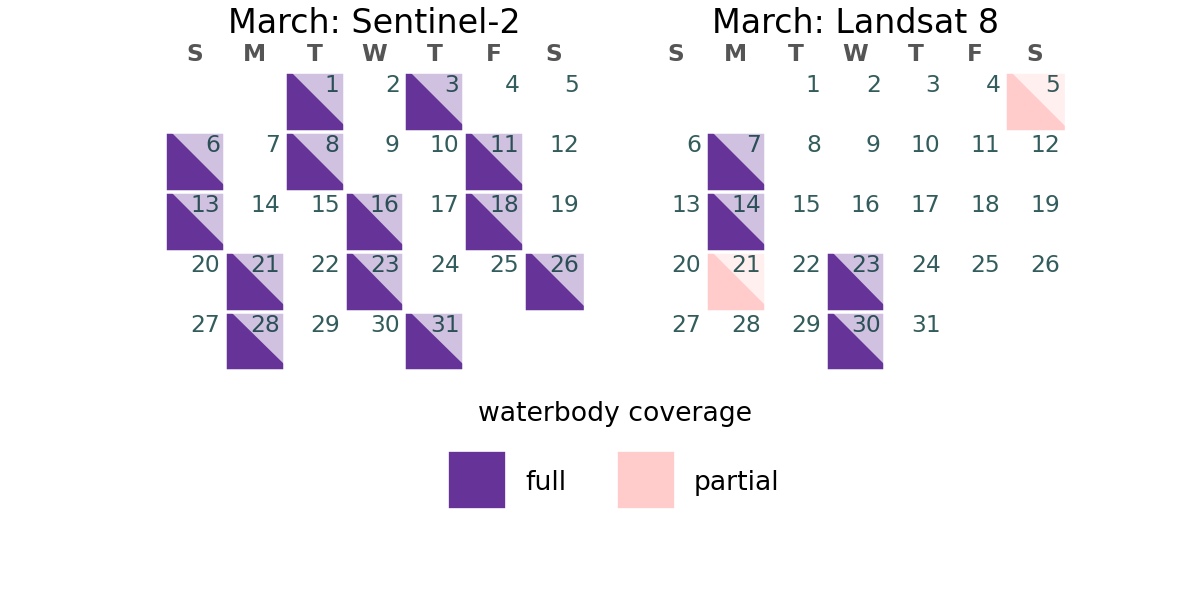 March: Sentinel-2
S M T W T F S
1 2 3 4 5
6 7 8 9 10 11 12
13 14 15 16 17 18 19
20 21 22 23 24 25 26
27 28 29 30 31
March: Landsat 8
S M T W T F S
1 2 3 4 5
6 7 8 9 10 11 12
13 14 15 16 17 18 19
20 21 22 23 24 25 26
27 28 29 30 31
waterbody coverage
full partial